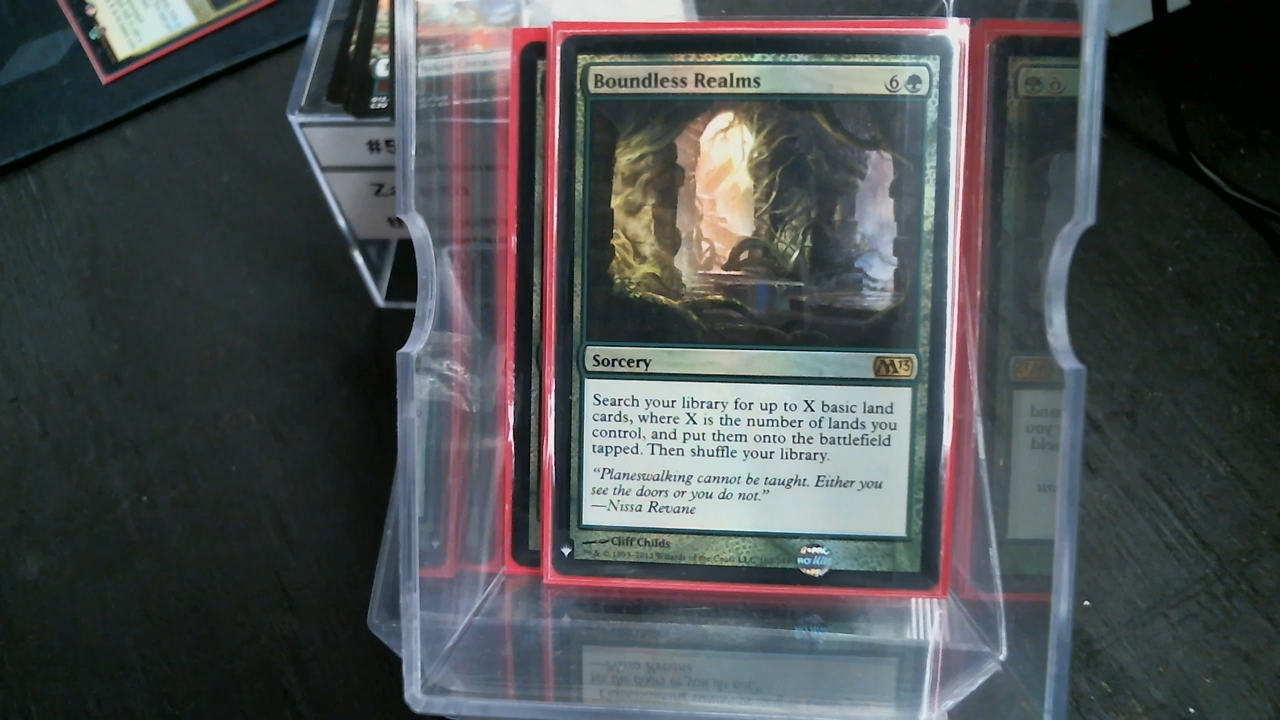 Boundless Realms 6
Sorcery M13
Search your library for up to X basic land
cards, where X is the number of lands you
control, and put them onto the battlefield
tapped. Then shuffle your library.
“Planeswalking cannot be taught. Either you
see the doors or you do not.”
—Nissa Revane
Cliff Childs
#5